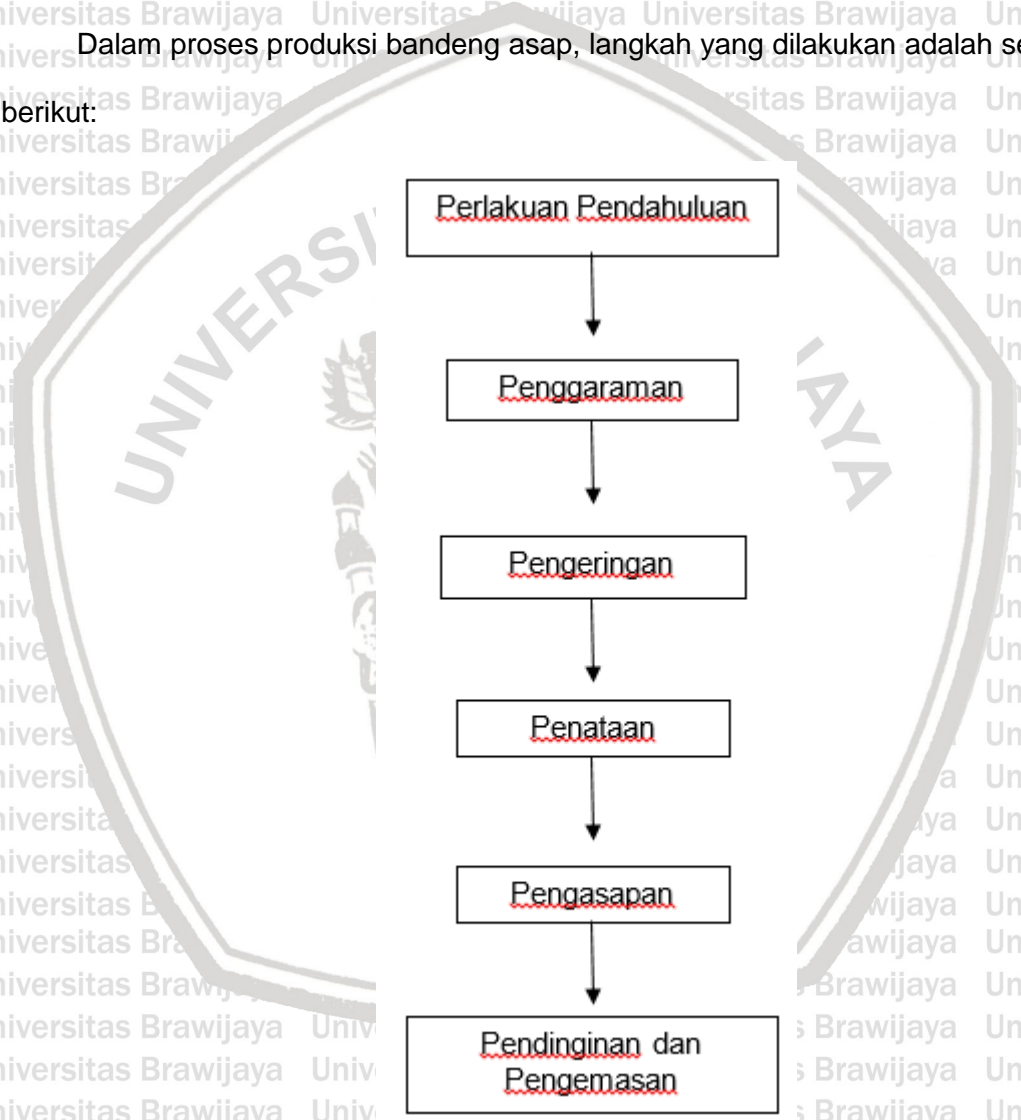 Dalam proses produksi bandeng asap, langkah yang dilakukan adalah
berikut:
Perlakuan Pendahuluan
Penggaraman
Pengeringan
Penataan
Pengasapan
Pendinginan dan
Pengemasan